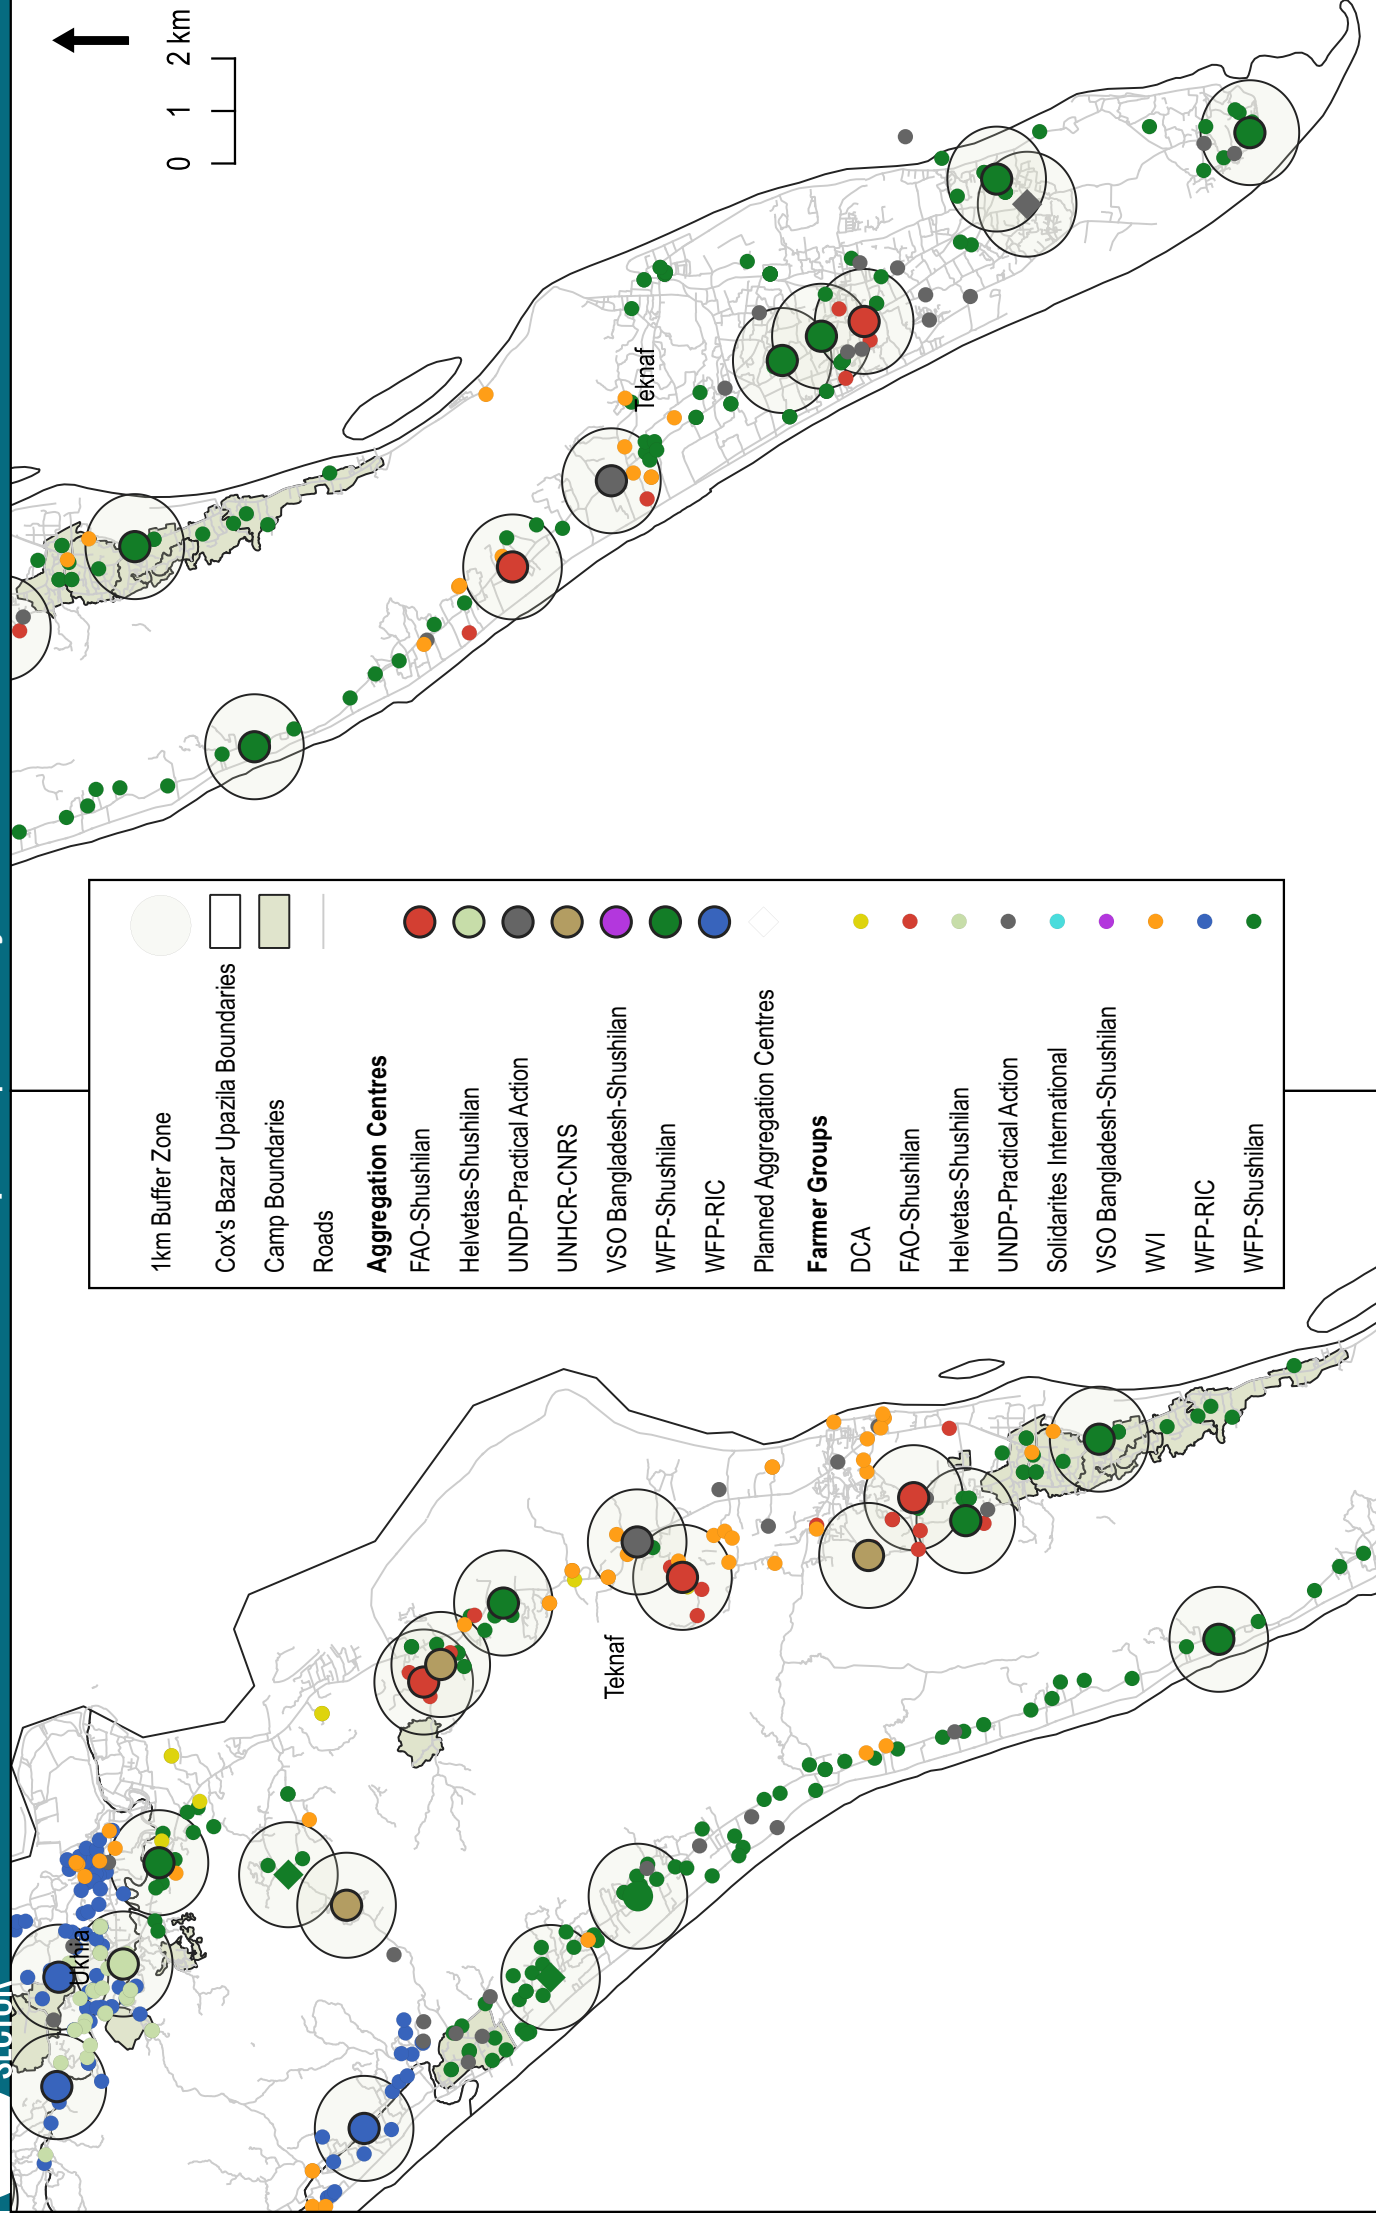 SECTOR
Ukhia
Teknaf
1km Buffer Zone
Cox's Bazar Upazila Boundaries
Camp Boundaries
Roads
Aggregation Centres
FAO-Shushilan
Helvetas-Shushilan
UNDP-Practical Action
UNHCR-CNRS
VSO Bangladesh-Shushilan
WFP-Shushilan
WFP-RIC
Planned Aggregation Centres
Farmer Groups
DCA
FAO-Shushilan
Helvetas-Shushilan
UNDP-Practical Action
Solidarites International
VSO Bangladesh-Shushilan
WVI
WFP-RIC
WFP-Shushilan
Teknaf
0 1 2 km